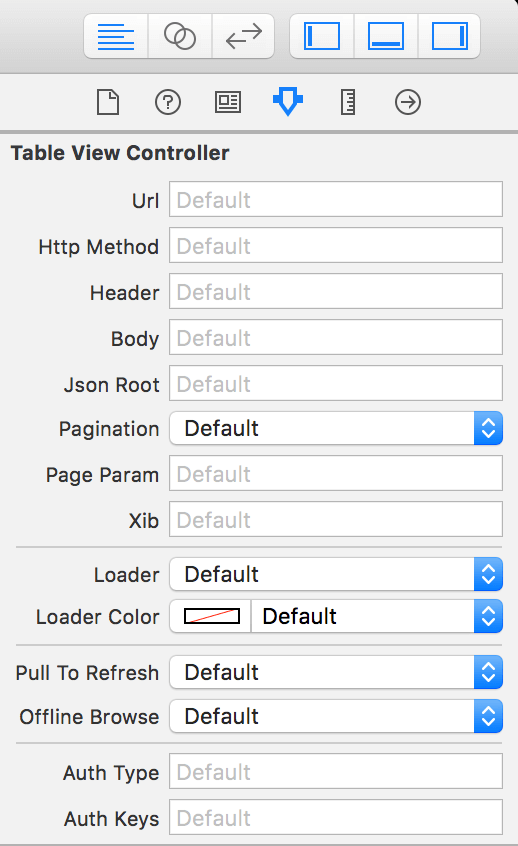 Table View Controller
Url Default
Http Method Default
Header Default
Body Default
Json Root Default
Pagination Default
Page Param Default
Xib Default
Loader Default
Loader Color Default
Pull To Refresh Default
Offline Browse Default
Auth Type Default
Auth Keys Default